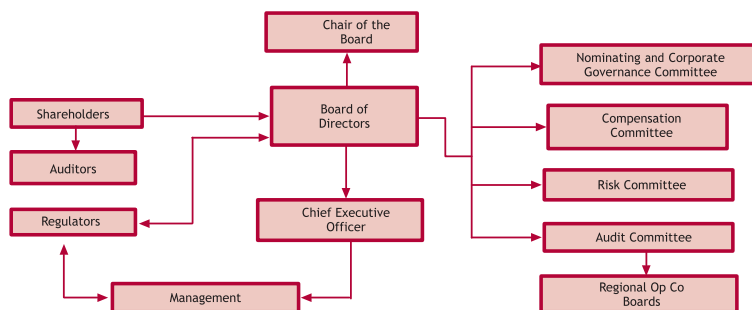 Chair of the
Board
Nominating and Corporate
Governance Committee
Shareholders
Board of
Directors
Compensation
Committee
Auditors
Risk Committee
Regulators
Chief Executive
Officer
Audit Committee
Management
Regional Op Co
Boards